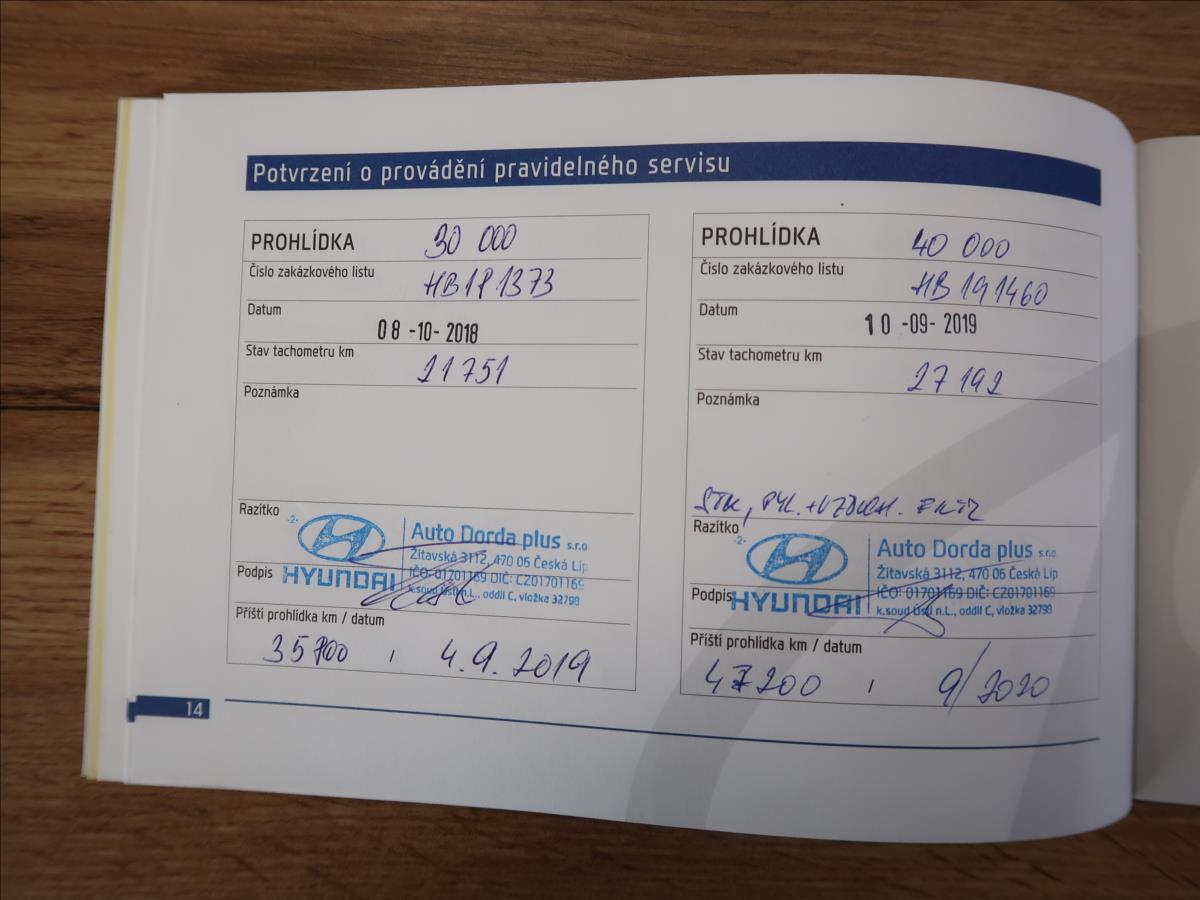 Potvrzení o provádění pravidelného servisu
PROHLÍDKA 30 000
Číslo zakázkového listu HB181373
Datum 08-10-2018
Stav tachometru km 21751
Poznámka
Razítko
-2-
Auto Dorda plus s.r.o.
Žitavská 3112, 470 06 Česká Líp
Podpis
HYUNDAI
IČO: 01701169 DIČ: CZ01701169
k.soud Ústí n.L., oddíl C, vložka 32798
Příští prohlídka km / datum
/ 4.9.2019
PROHLÍDKA 40 000
Číslo zakázkového listu HB191460
Datum 10-09-2019
Stav tachometru km 27192
Poznámka
STK,
Razítko
-2-
Auto Dorda plus s.r.o.
Žitavská 3112, 470 06 Česká Líp
Podpis
HYUNDAI
IČO: 01701169 DIČ: CZ01701169
k.soud Ústí n.L., oddíl C, vložka 32798
Příští prohlídka km / datum
47200 / 9/2020
14